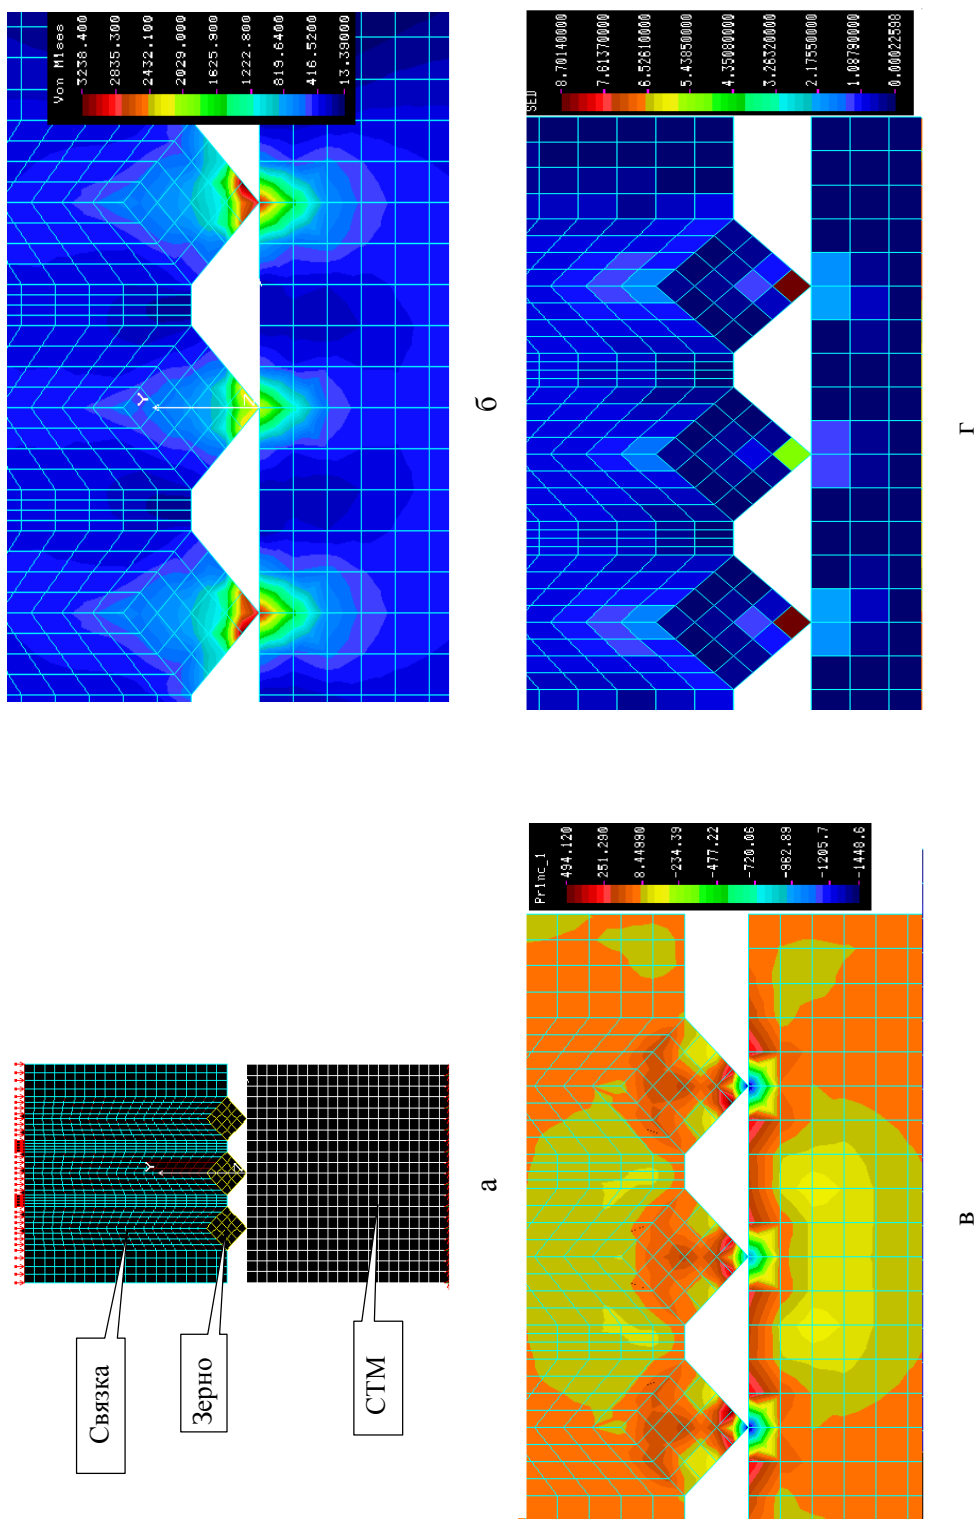 Связка
Зерно
СТМ
Y
Z
а
Von Mises
3238.400
2835.300
2432.100
2029.000
1625.900
1222.800
819.6400
416.5200
13.39000
Y
Z
б
Princ_1
494.120
251.290
8.44990
-234.39
-477.22
-720.06
-962.89
-1205.7
-1448.6
в
SED
8.70140000
7.61370000
6.52610000
5.43850000
4.35080000
3.26320000
2.17550000
1.08790000
0.00022598
г